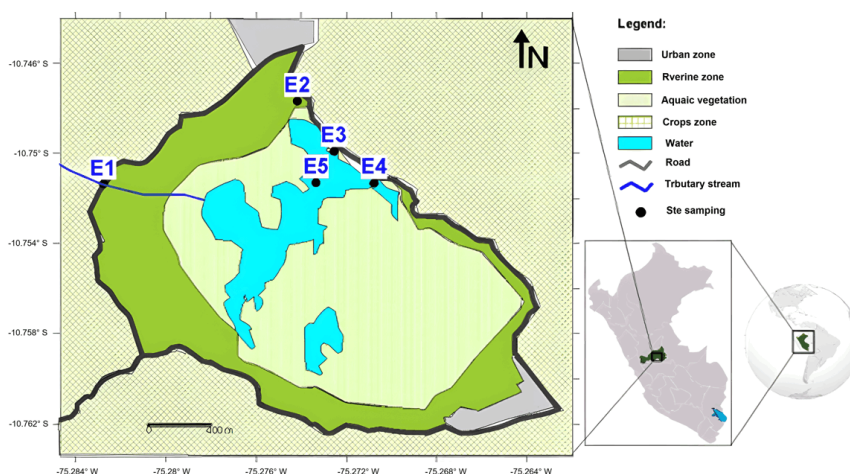 Legend:
Urban zone
Rverine zone
Aquaic vegetation
Crops zone
Water
Road
Trbutary stream
Ste samping
N
-10.746° S
-10.75° S
-10.754° S
-10.758° S
-10.762° S
E2
E3
E1
E5
E4
0 400 m
-75.284° W -75.28° W -75.276° W -75.272° W -75.268° W -75.264° W